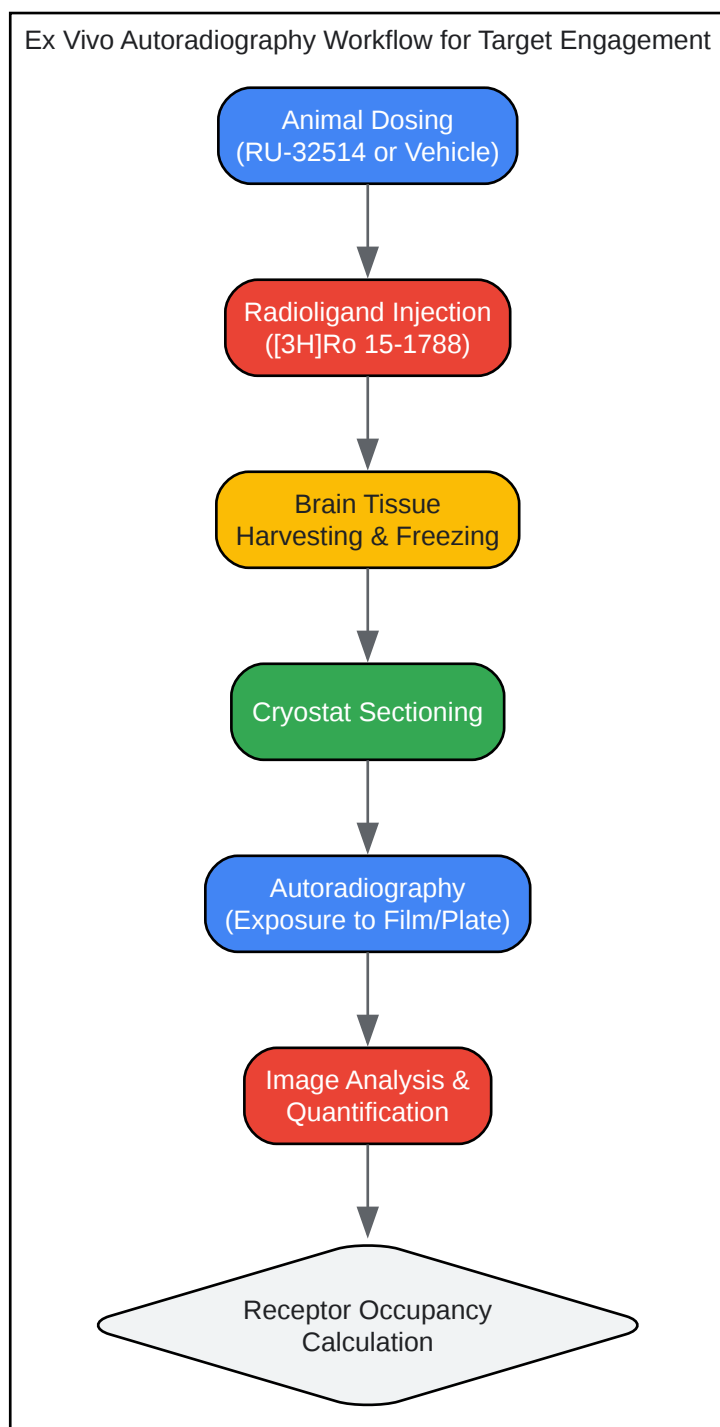 Ex Vivo Autoradiography Workflow for Target Engagement
Animal Dosing
(RU-32514 or Vehicle)
Radioligand Injection
([3H]Ro 15-1788)
Brain Tissue
Harvesting & Freezing
Cryostat Sectioning
Autoradiography
(Exposure to Film/Plate)
Image Analysis &
Quantification
Receptor Occupancy
Calculation